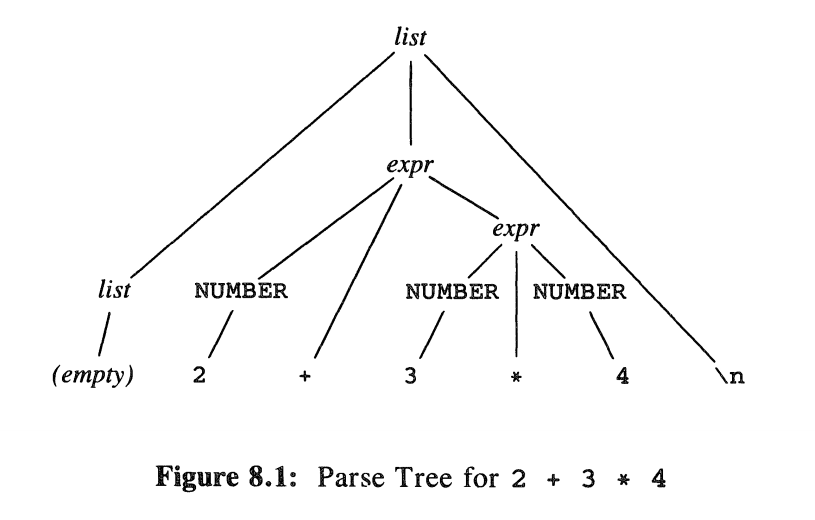 list
expr
expr
list NUMBER NUMBER NUMBER
(empty) 2 + 3 * 4 \n
Figure 8.1: Parse Tree for 2 + 3 * 4